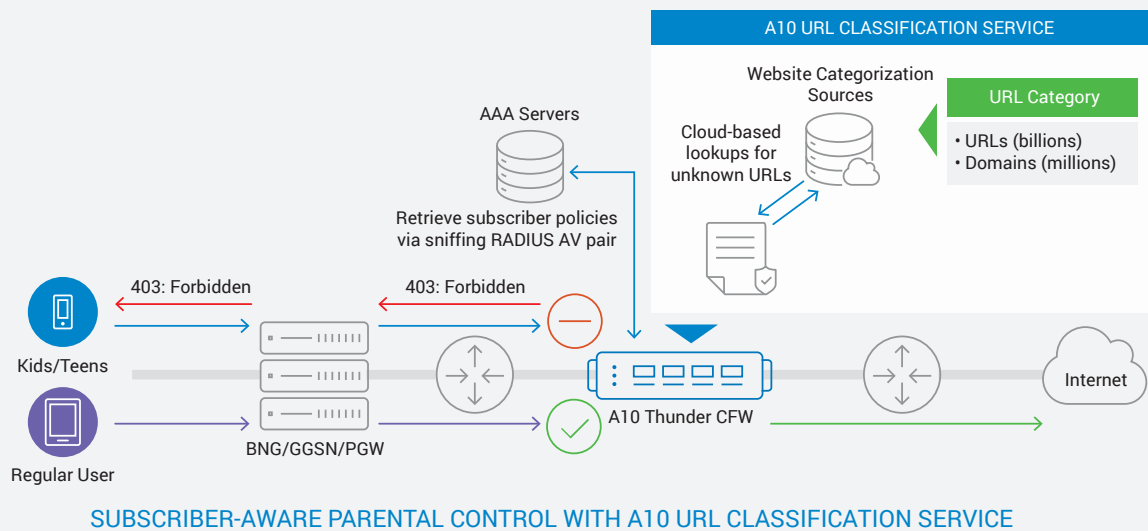 A10 URL CLASSIFICATION SERVICE
Website Categorization
Sources
URL Category
• URLs (billions)
• Domains (millions)
Cloud-based
lookups for
unknown URLs
AAA Servers
Retrieve subscriber policies
via sniffing RADIUS AV pair
403: Forbidden
403: Forbidden
Kids/Teens
Internet
A10 Thunder CFW
BNG/GGSN/PGW
Regular User
SUBSCRIBER-AWARE PARENTAL CONTROL WITH A10 URL CLASSIFICATION SERVICE